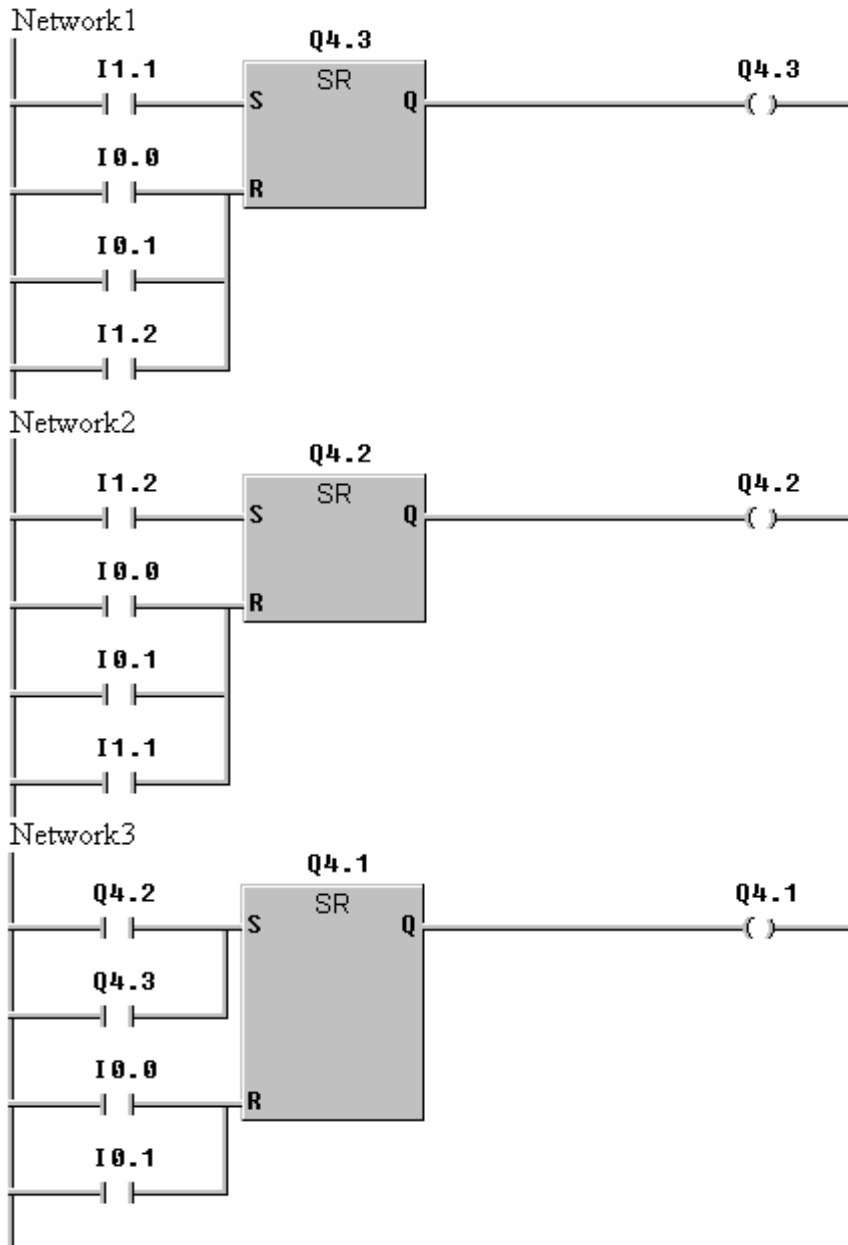 Network1
Q4.3
I1.1
SR
Q4.3
S
Q
I0.0
R
I0.1
I1.2
Network2
Q4.2
I1.2
SR
Q4.2
S
Q
I0.0
R
I0.1
I1.1
Network3
Q4.1
Q4.2
SR
Q4.1
S
Q
Q4.3
I0.0
R
I0.1